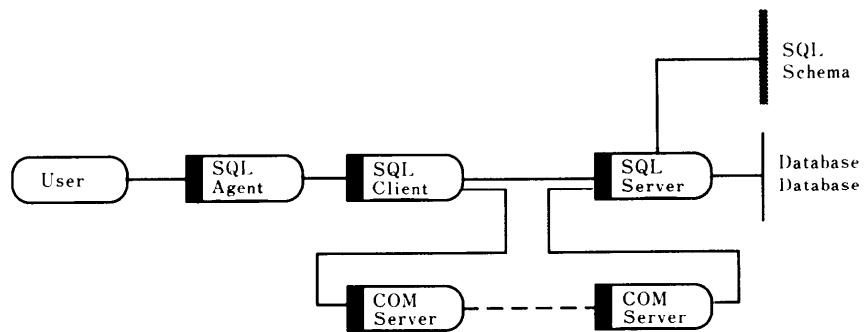 SQL
Schema
User
SQL
Agent
SQL
Client
SQL
Server
Database
Database
COM
Server
COM
Server